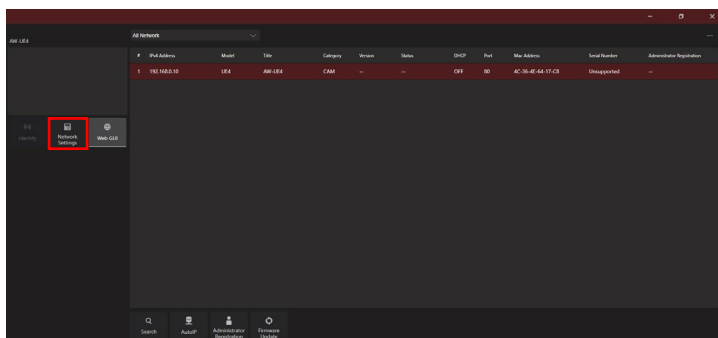 AW-UE4
All Network
# IPv4 Address Model Title Category Version Status DHCP Port Mac Address Serial Number Administrator Registration
1 192.168.0.10 UE4 AW-UE4 CAM -- -- OFF 80 4C-36-4E-64-17-C8 Unsupported --
Identity
Network
Settings
Web GUI
Search
AutoIP
Administrator
Registration
Firmware
Update